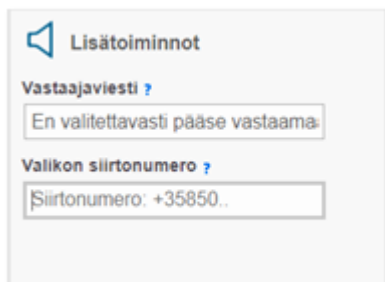 Lisätoiminnot
Vastaajaviesti ?
En valitettavasti pääse vastaama
Valikon siirtonumero ?
Siirtonumero: +35850..